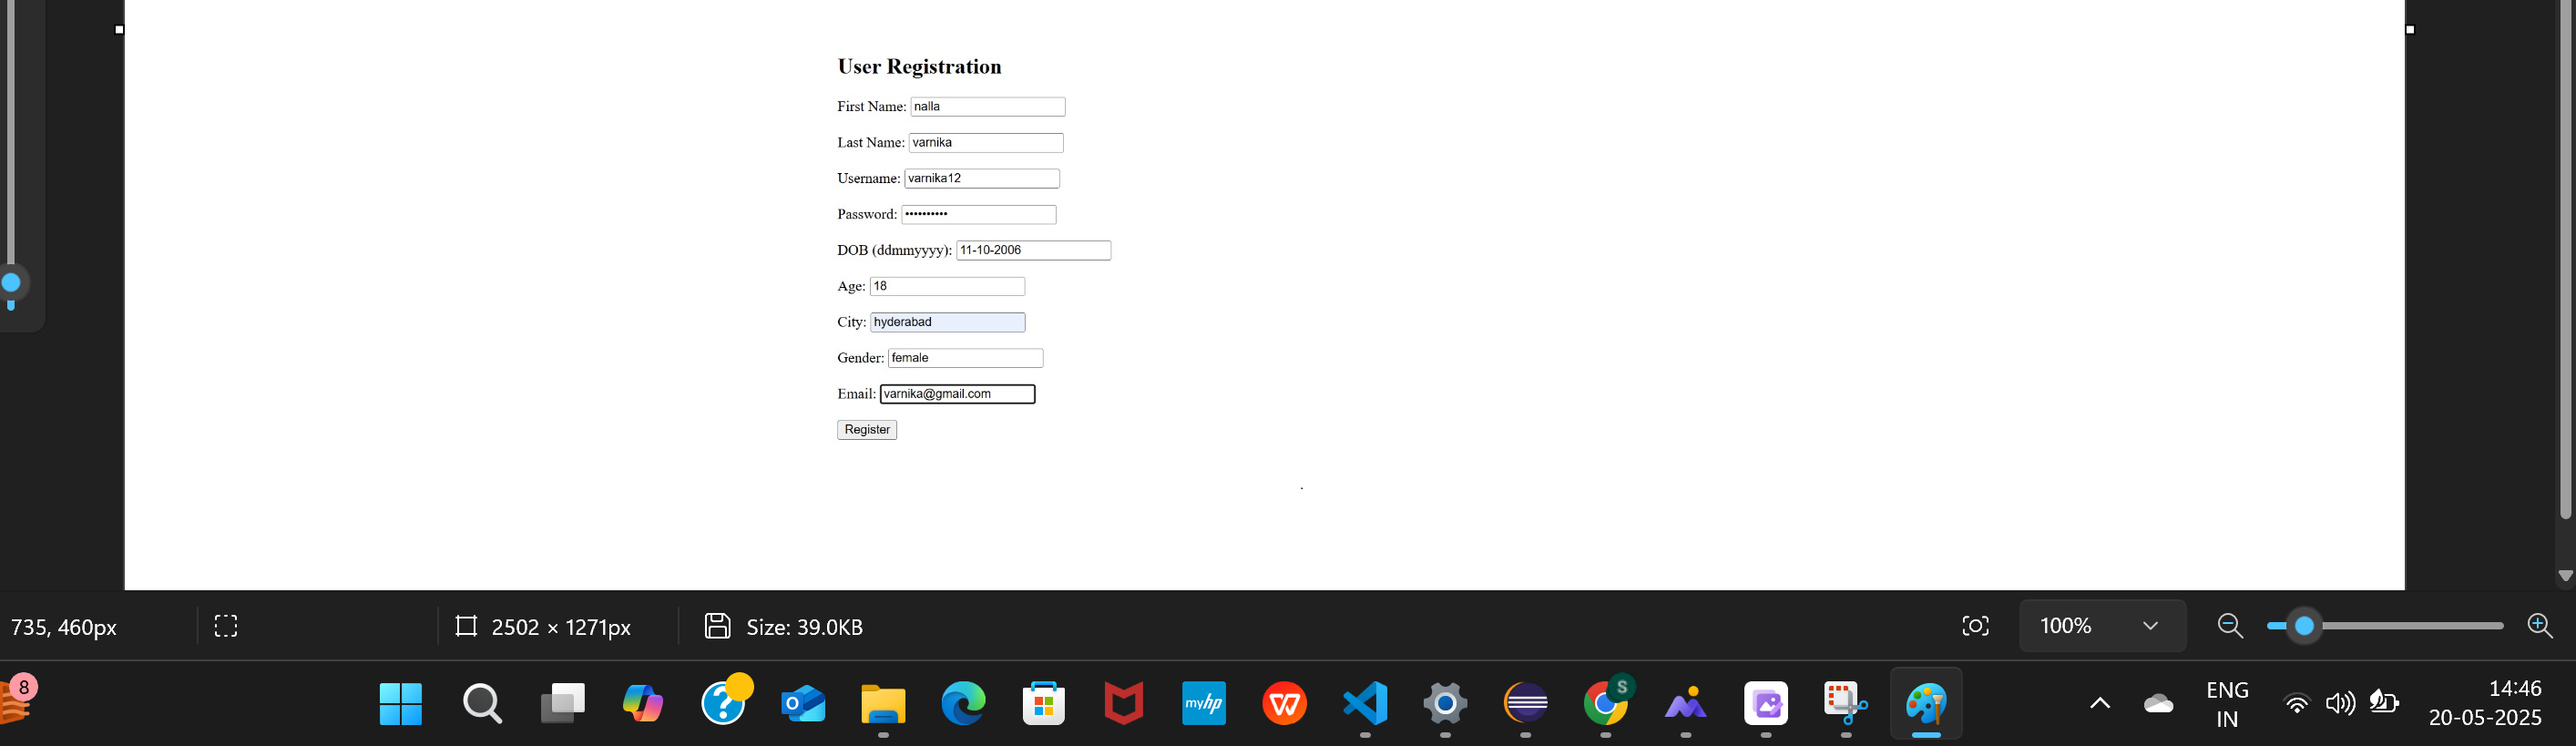 User Registration
First Name: nalla
Last Name: varnika
Username: varnika12
Password: ••••••••••
DOB (ddmmyyyy): 11-10-2006
Age: 18
City: hyderabad
Gender: female
Email: varnika@gmail.com
Register
735, 460px
2502 × 1271px
Size: 39.0KB
100%
8
?
O
myhp
W
S
ENG
IN
14:46
20-05-2025